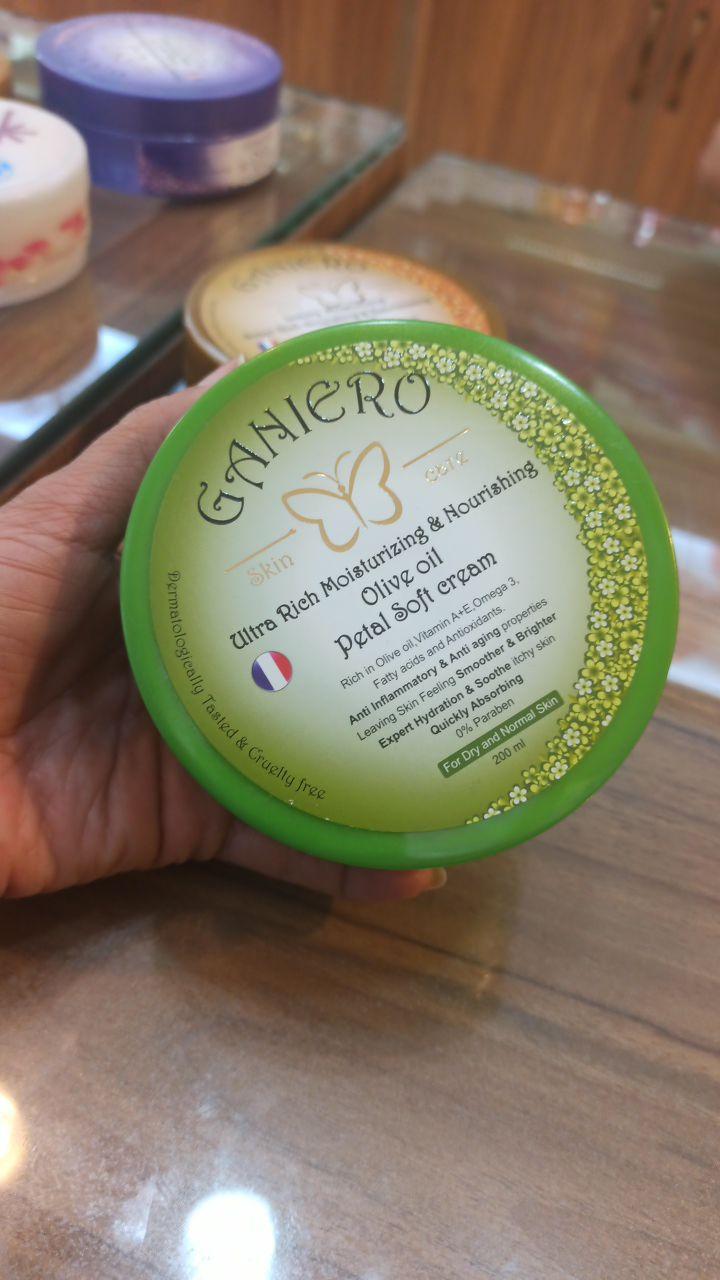 GANIERO
Skin Care
Ultra Rich Moisturizing & Nourishing
Olive oil
Petal Soft cream
Rich in Olive oil,Vitamin A+E,Omega 3,
Fatty acids and Antioxidants.
Anti Inflammatory & Anti aging properties
Leaving Skin Feeling Smoother & Brighter
Expert Hydration & Soothe itchy skin
Quickly Absorbing
0% Paraben
For Dry and Normal Skin
200 ml
Dermatologically Tasted & Cruelly free
GANIERO